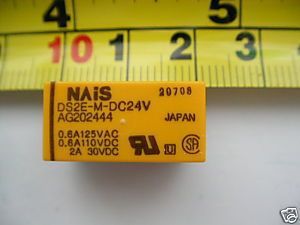 10
1
2
3
4
5
NAiS 20708
DS2E-M-DC24V
AG202444 JAPAN
0.6A125VAC
0.6A110VDC
2A 30VDC